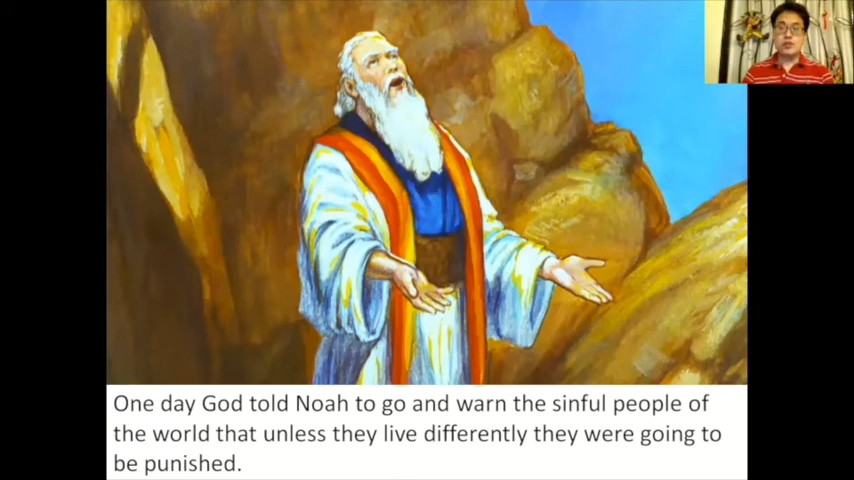 One day God told Noah to go and warn the sinful people of
the world that unless they live differently they were going to
be punished.